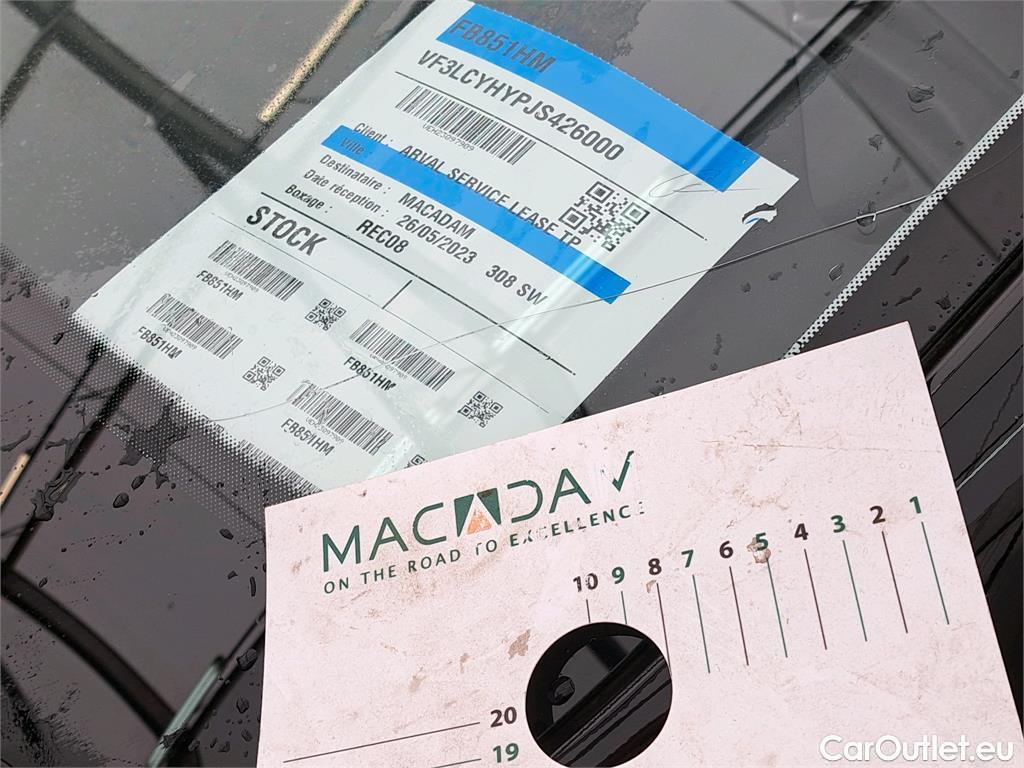 FB851HM
VF3LCYHYPJS426000
VEH23097909
Client : ARVAL SERVICE LEASE TP
Ville :
Destinataire : MACADAM
Date réception : 26/05/2023 308 SW
Boxage : REC08
STOCK
FB851HM
FB851HM
FB851HM
FB851HM
MACADAM
ON THE ROAD TO EXCELLENCE
10 9 8 7 6 5 4 3 2 1
20
19
CarOutlet.eu